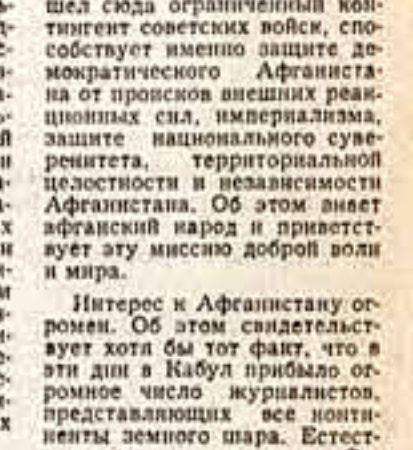 шел сюда ограниченный кон-
тингент советских войск, спо-
собствует именно защите де-
мократического Афганиста-
на от происков внешних реак-
ционных сил, империализма,
защите национального суве-
ренитета, территориальной
целостности и независимости
Афганистана. Об этом знает
афганский народ и приветст-
вует эту миссию доброй воли
и мира.
Интерес к Афганистану ог-
ромен. Об этом свидетельст-
вует хотя бы тот факт, что в
эти дни в Кабул прибыло ог-
ромное число журналистов,
представляющих все конти-
ненты земного шара. Естест-